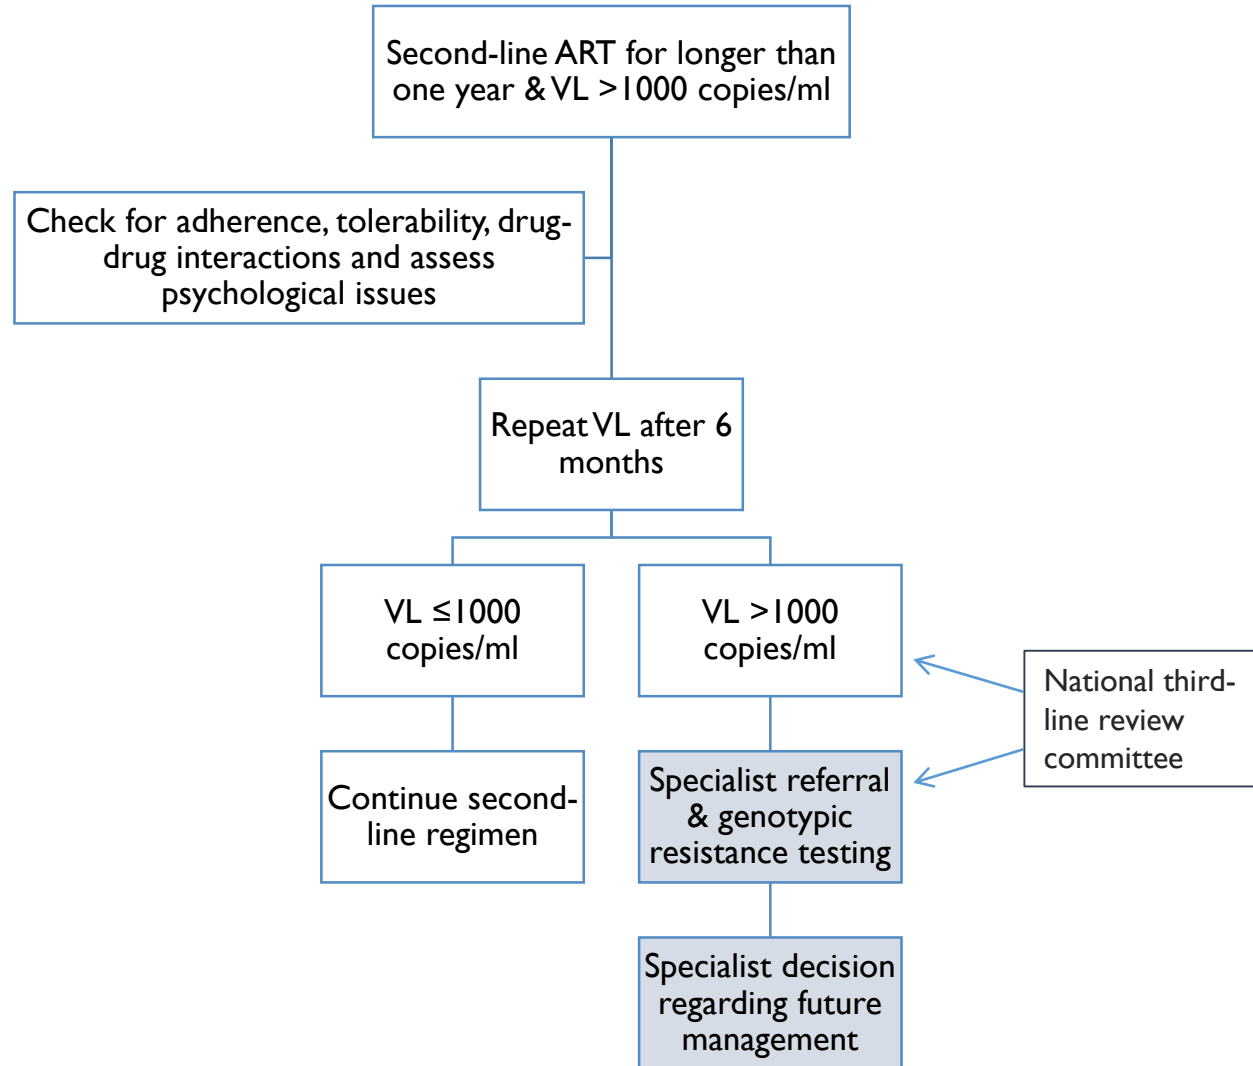 Second-line ART for longer than
one year & VL >1000 copies/ml
Check for adherence, tolerability, drug-
drug interactions and assess
psychological issues
Repeat VL after 6
months
VL ≤1000
copies/ml
VL >1000
copies/ml
National third-
line review
committee
Continue second-
line regimen
Specialist referral
& genotypic
resistance testing
Specialist decision
regarding future
management